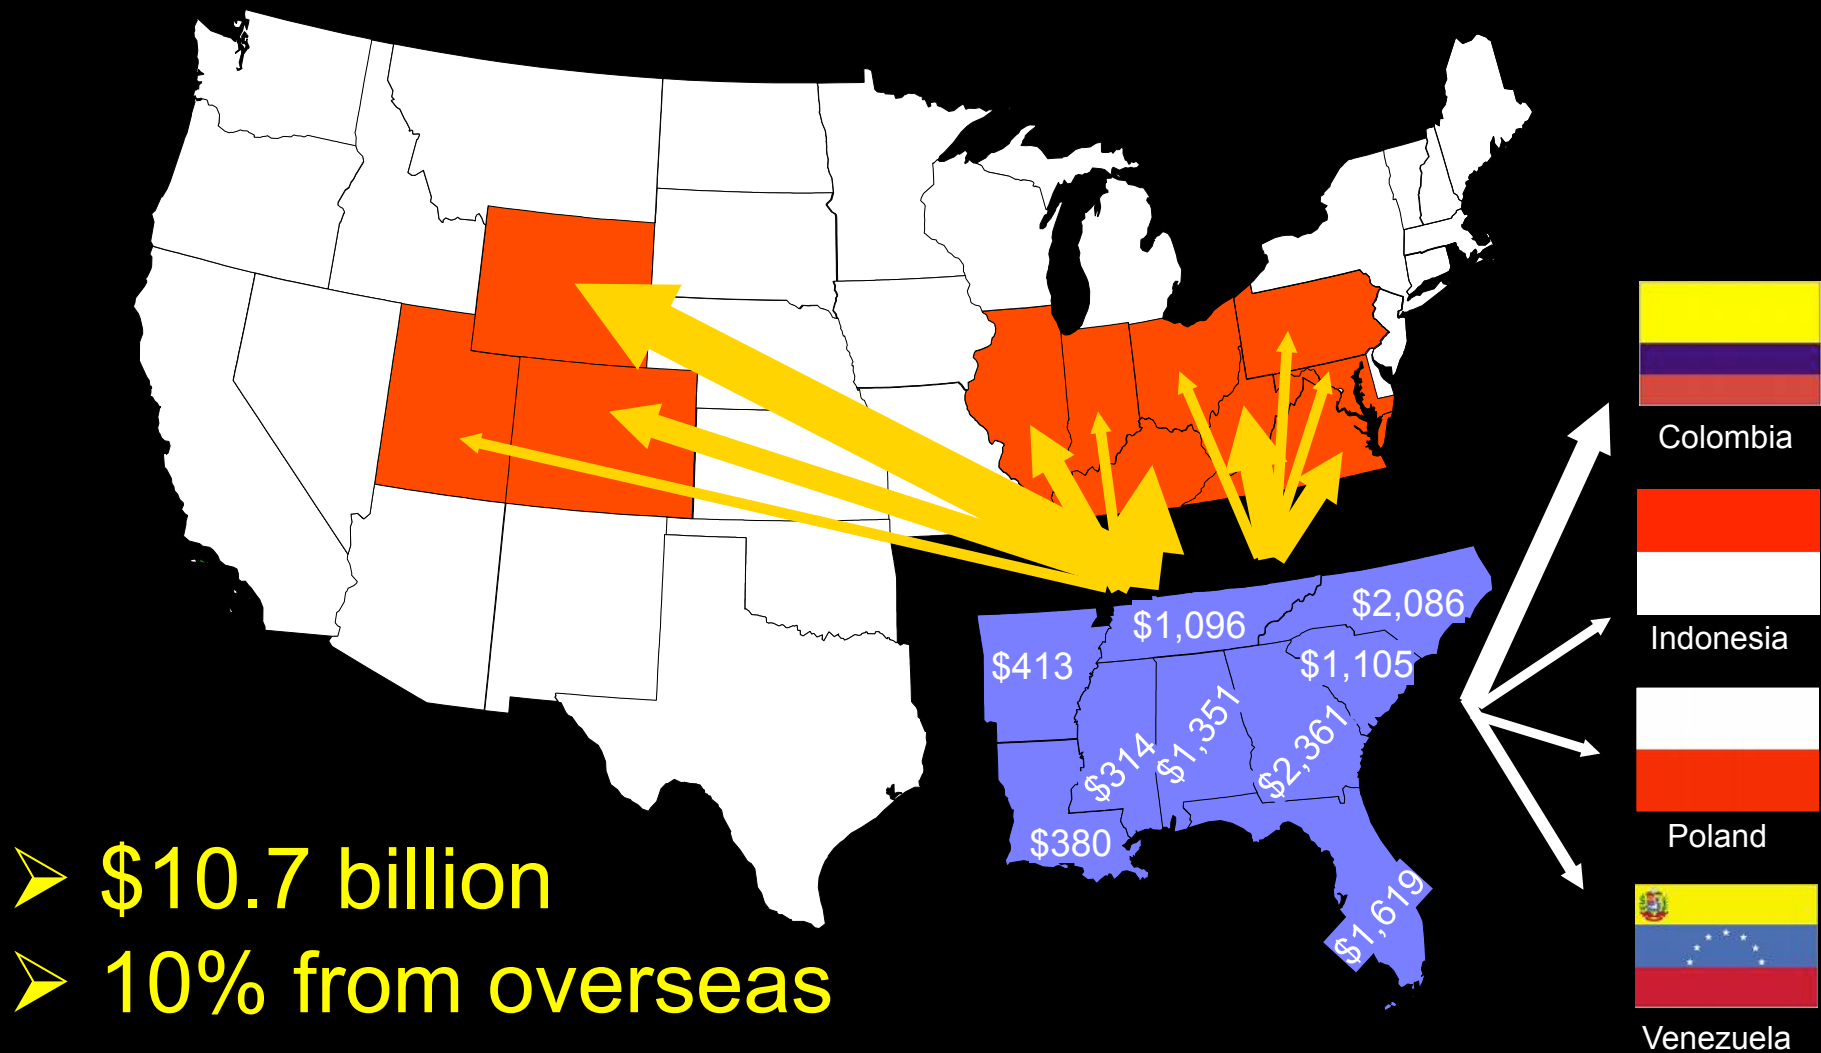 $2,086
$1,096
$413
$1,105
$1,351
$314
$2,361
$380
$1,619
Colombia
Indonesia
Poland
Venezuela
➢ $10.7 billion
➢ 10% from overseas